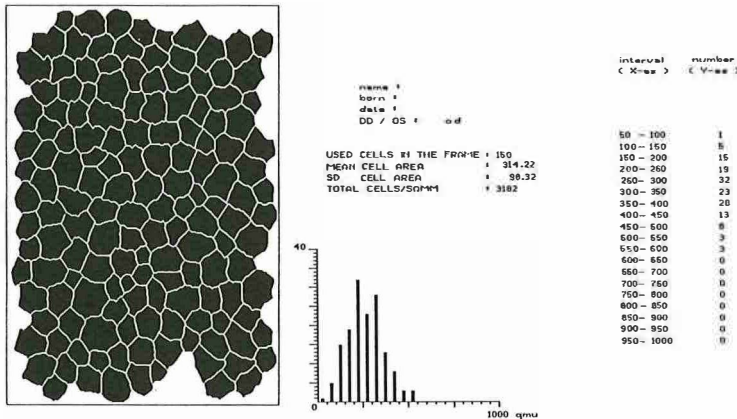 name :
born :
date :
DD / OS : od
USED CELLS IN THE FRAME : 150
MEAN CELL AREA : 314.22
SD CELL AREA : 98.32
TOTAL CELLS/SQMM : 3182
interval number
( X-as ) ( Y-as )
50 - 100 1
100 - 150 5
150 - 200 15
200 - 250 19
250 - 300 32
300 - 350 23
350 - 400 28
400 - 450 13
450 - 500 8
500 - 550 3
550 - 600 3
600 - 650 0
650 - 700 0
700 - 750 0
750 - 800 0
800 - 850 0
850 - 900 0
900 - 950 0
950 - 1000 0
40
0 1000 qmu